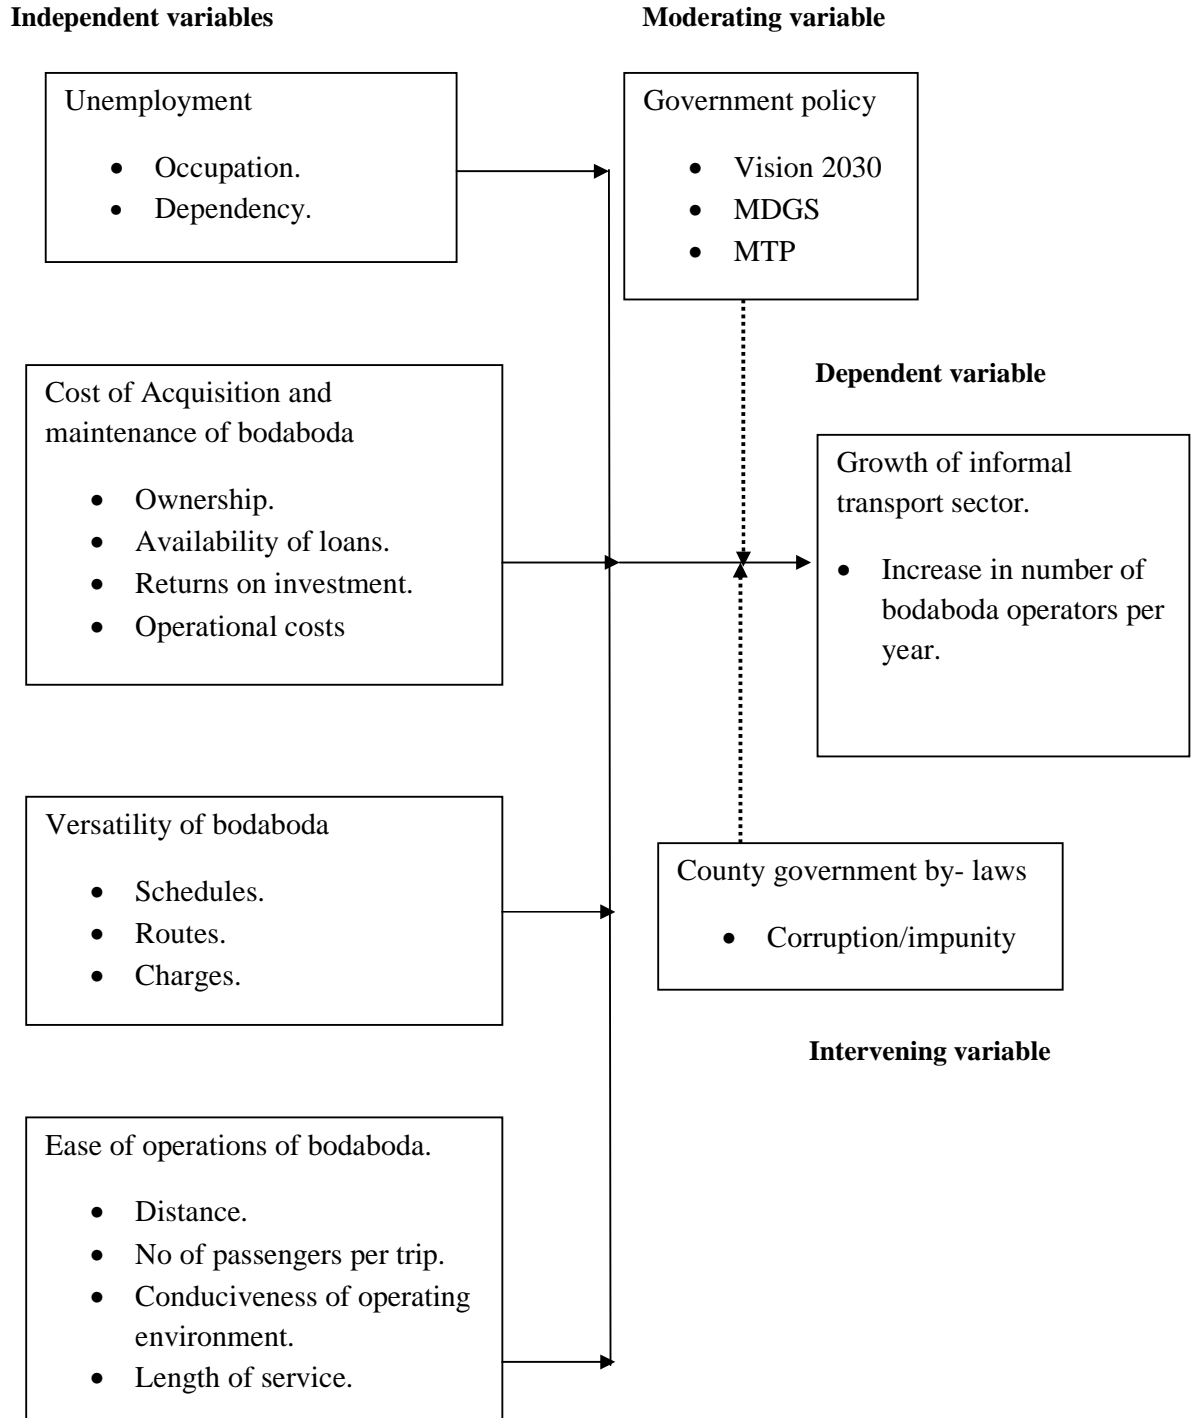 Independent variables
Moderating variable
Unemployment
• Occupation.
• Dependency.
Government policy
• Vision 2030
• MDGS
• MTP
Cost of Acquisition and
maintenance of bodaboda
• Ownership.
• Availability of loans.
• Returns on investment.
• Operational costs
Dependent variable
Growth of informal
transport sector.
• Increase in number of
bodaboda operators per
year.
Versatility of bodaboda
• Schedules.
• Routes.
• Charges.
County government by- laws
• Corruption/impunity
Intervening variable
Ease of operations of bodaboda.
• Distance.
• No of passengers per trip.
• Conduciveness of operating
environment.
• Length of service.